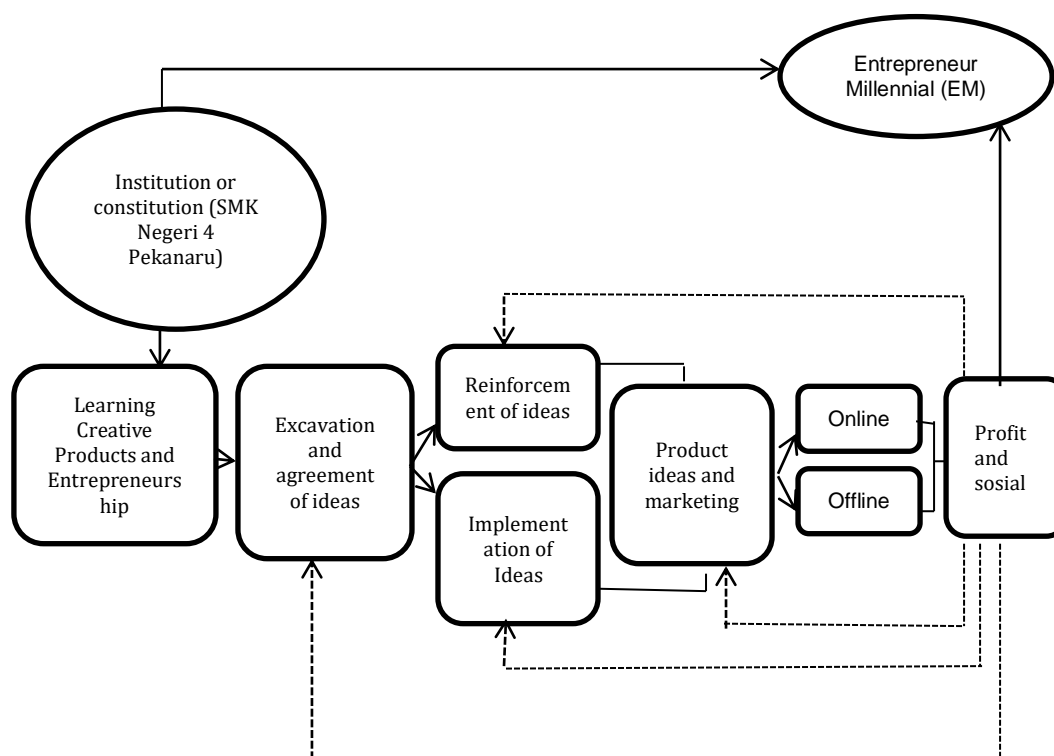 Entrepreneur
Millennial (EM)
Institution or
constitution (SMK
Negeri 4
Pekanaru)
Learning
Creative
Products and
Entrepreneurs
hip
Excavation
and
agreement
of ideas
Reinforcem
ent of ideas
Implement
ation of
Ideas
Product
ideas and
marketing
Online
Offline
Profit
and
sosial